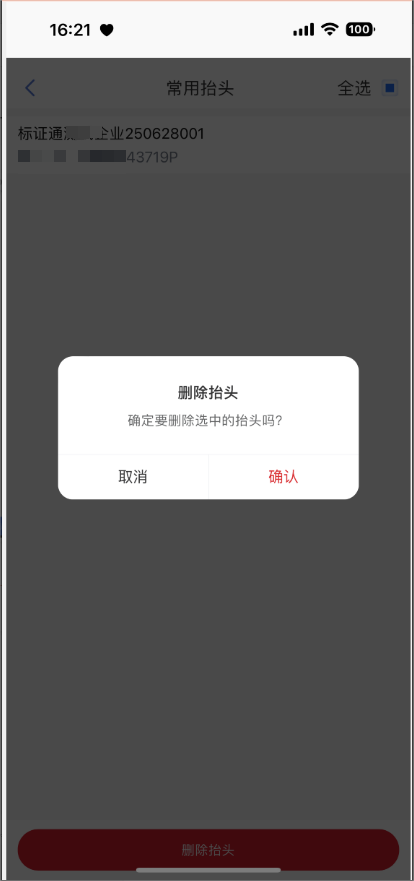 16:21
100
常用抬头
全选
标证通 企业250628001
43719P
删除抬头
确定要删除选中的抬头吗?
取消
确认
删除抬头